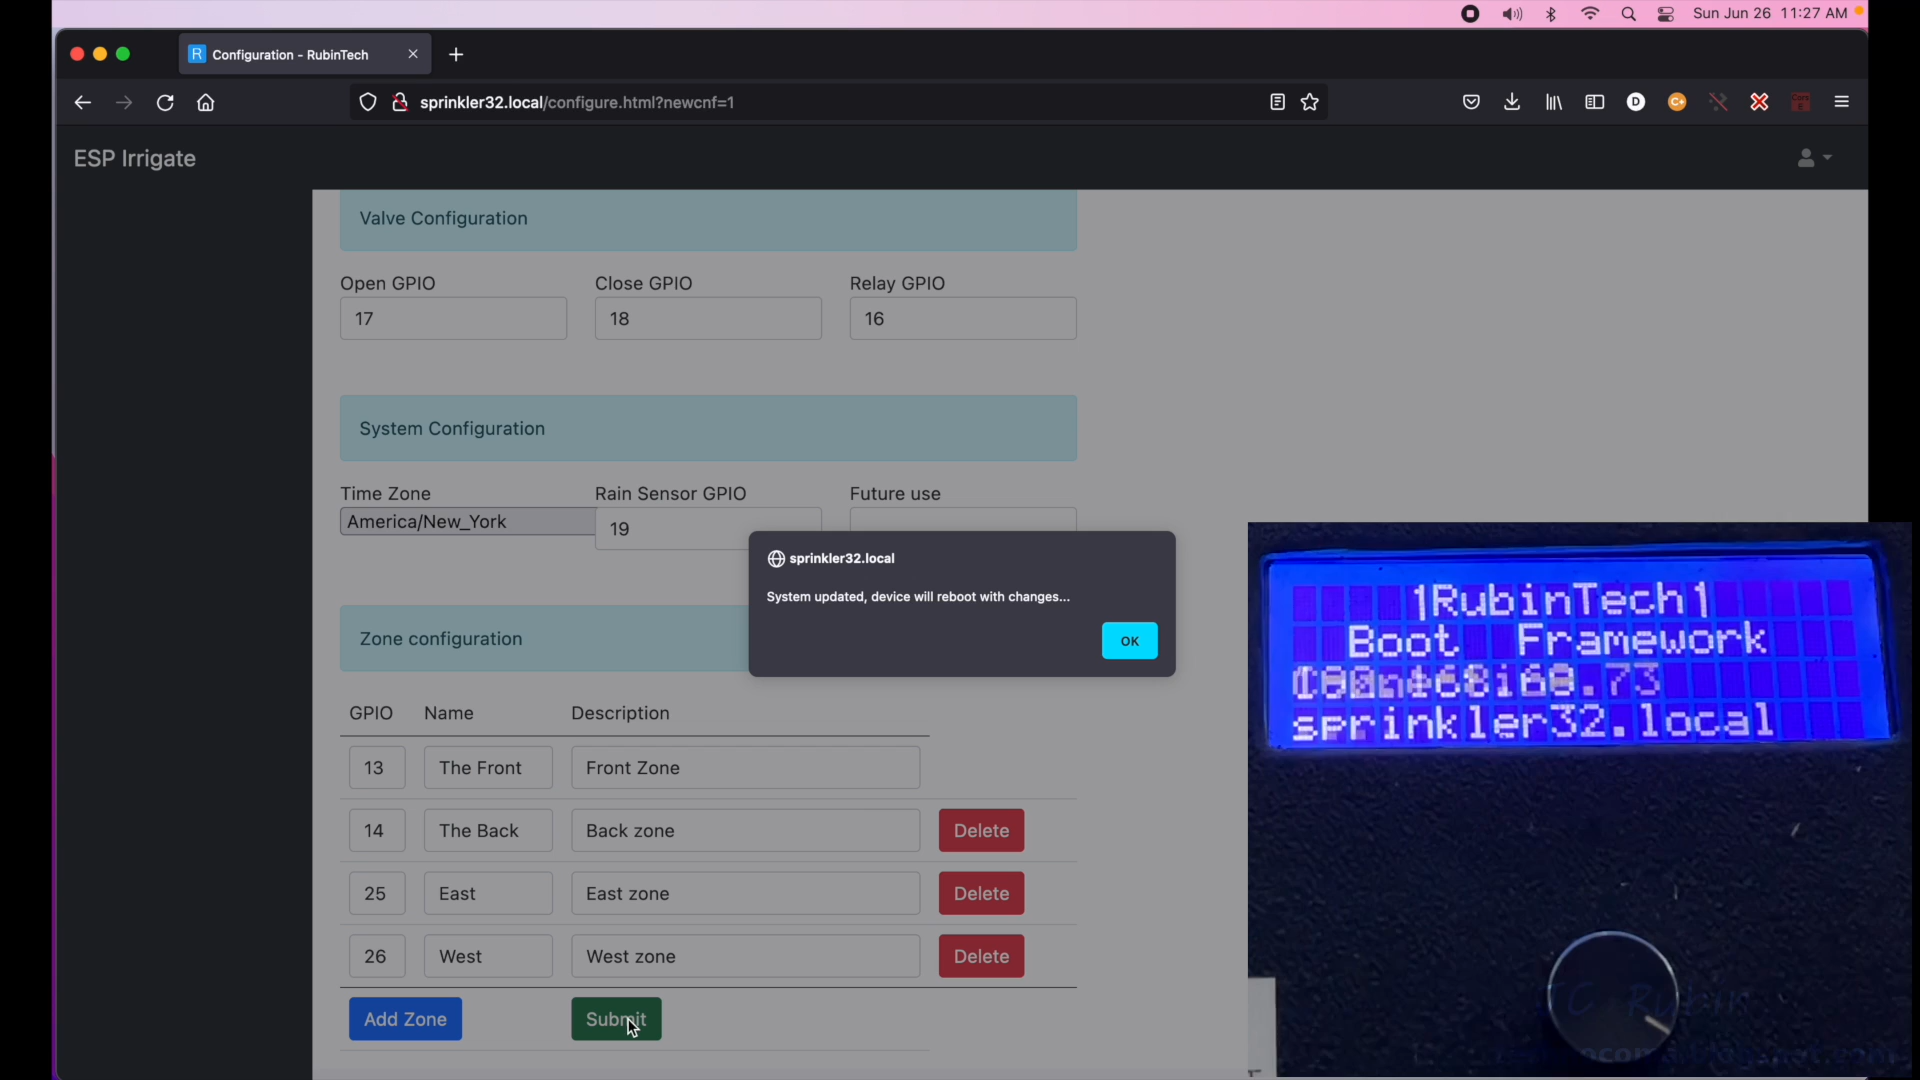 Sun Jun 26 11:27 AM
R Configuration - RubinTech
sprinkler32.local/configure.html?newcnf=1
D
C+
ESP Irrigate
Valve Configuration
Open GPIO Close GPIO Relay GPIO
17 18 16
System Configuration
Time Zone Rain Sensor GPIO Future use
America/New_York 19
sprinkler32.local
System updated, device will reboot with changes...
OK
Zone configuration
GPIO Name Description
13 The Front Front Zone
14 The Back Back zone Delete
25 East East zone Delete
26 West West zone Delete
Add Zone Submit
RubinTech
Boot Framework
.73
sprinkler32.local